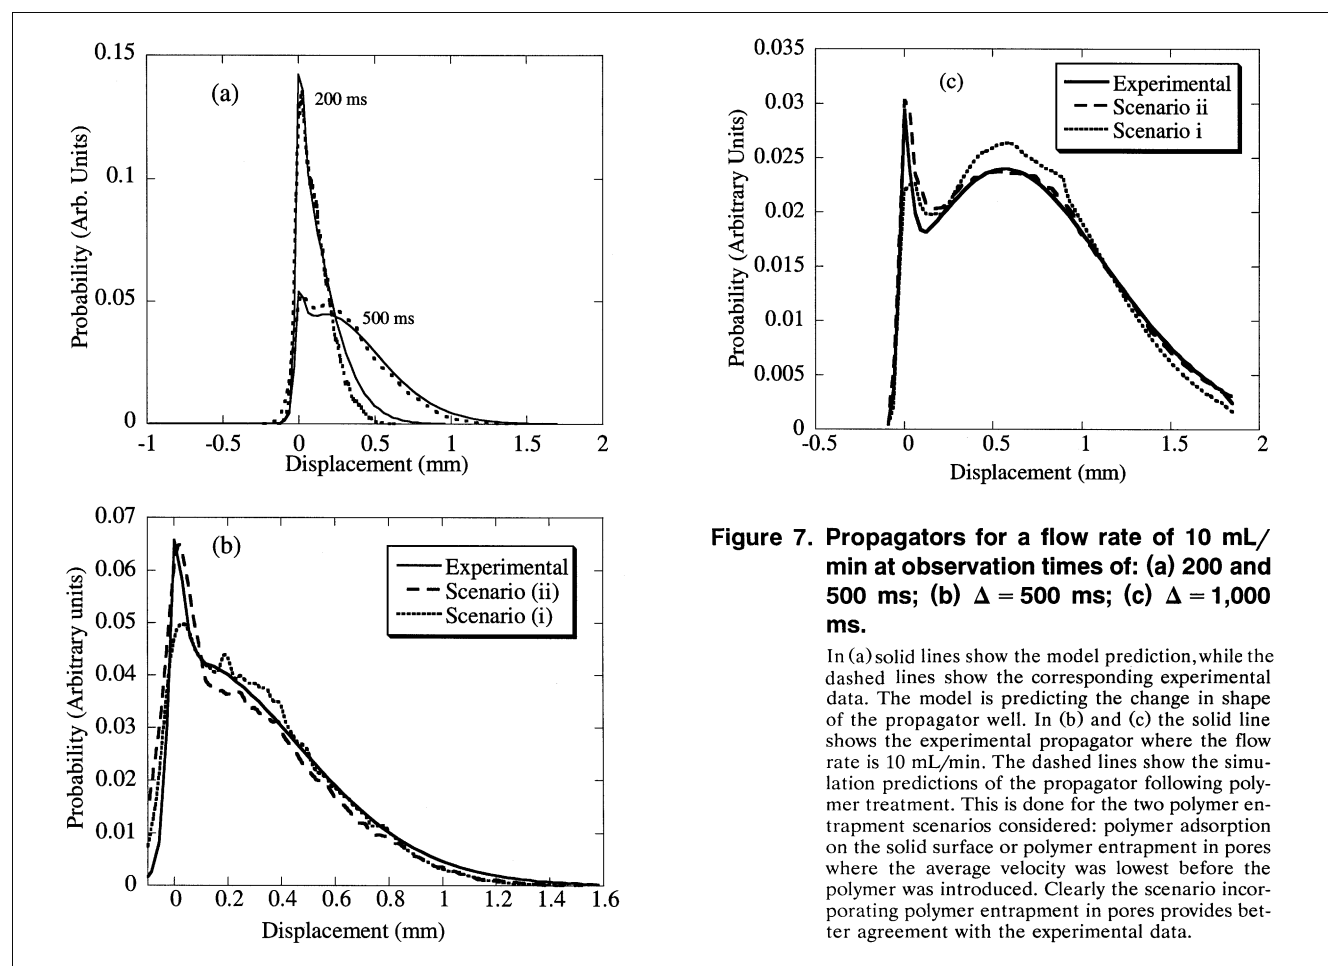 0.15
(a)
200 ms
0.1
0.05
500 ms
0
-1
-0.5
0
0.5
1
1.5
2
Probability (Arb. Units)
Displacement (mm)
0.035
(c)
Experimental
Scenario ii
Scenario i
0.03
0.025
0.02
0.015
0.01
0.005
0
-0.5
0
0.5
1
1.5
2
Probability (Arbitrary Units)
Displacement (mm)
0.07
(b)
Experimental
Scenario (ii)
Scenario (i)
0.06
0.05
0.04
0.03
0.02
0.01
0
0
0.2
0.4
0.6
0.8
1
1.2
1.4
1.6
Probability (Arbitrary units)
Displacement (mm)
Figure 7. Propagators for a flow rate of 10 mL/
min at observation times of: (a) 200 and
500 ms; (b) Δ = 500 ms; (c) Δ = 1,000
ms.
In (a) solid lines show the model prediction, while the
dashed lines show the corresponding experimental
data. The model is predicting the change in shape
of the propagator well. In (b) and (c) the solid line
shows the experimental propagator where the flow
rate is 10 mL/min. The dashed lines show the simu-
lation predictions of the propagator following poly-
mer treatment. This is done for the two polymer en-
trapment scenarios considered: polymer adsorption
on the solid surface or polymer entrapment in pores
where the average velocity was lowest before the
polymer was introduced. Clearly the scenario incor-
porating polymer entrapment in pores provides bet-
ter agreement with the experimental data.